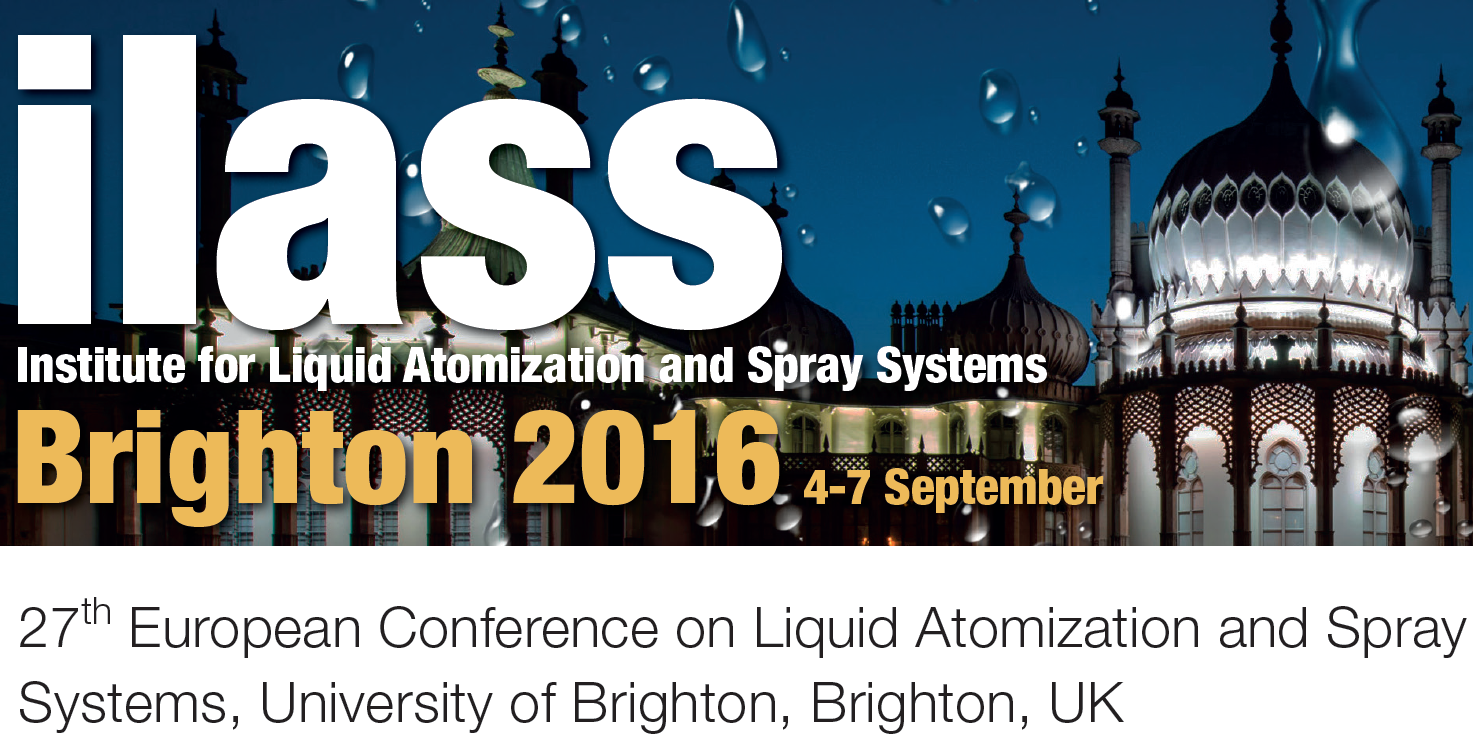 ilass
Institute for Liquid Atomization and Spray Systems
Brighton 2016 4-7 September
27th European Conference on Liquid Atomization and Spray
Systems, University of Brighton, Brighton, UK